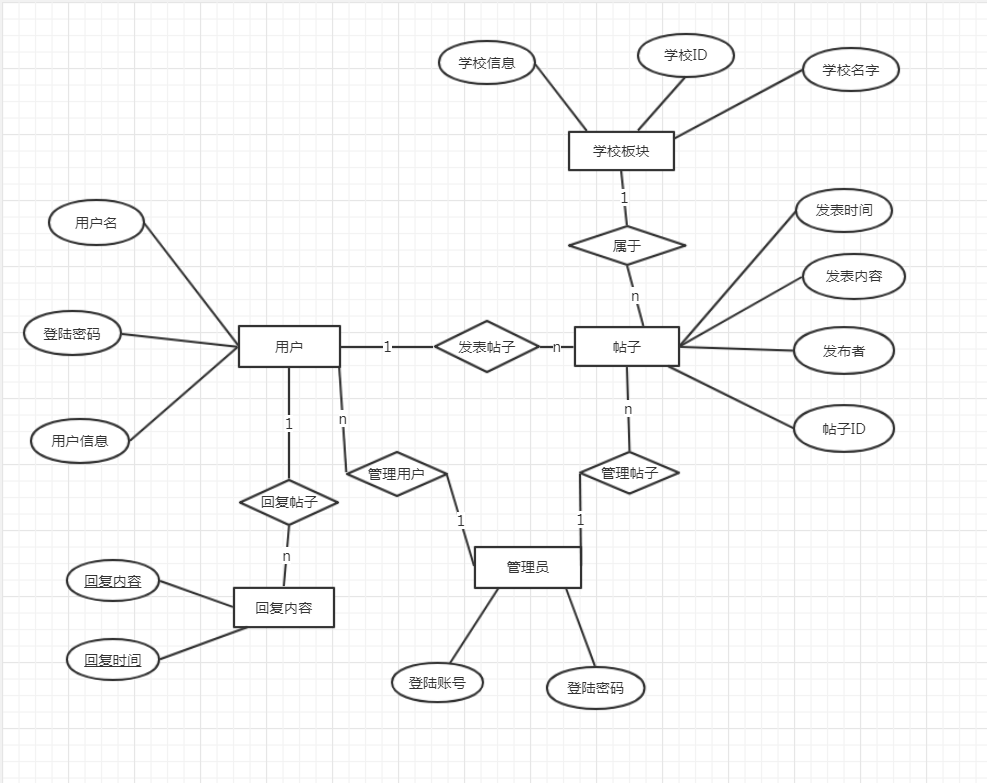 学校信息
学校ID
学校名字
学校板块
1
属于
n
用户名
登陆密码
用户信息
用户
1
发表帖子
n
帖子
发表时间
发表内容
发布者
帖子ID
1
n
n
回复帖子
管理用户
管理帖子
n
1
1
回复内容
回复时间
回复内容
管理员
登陆账号
登陆密码